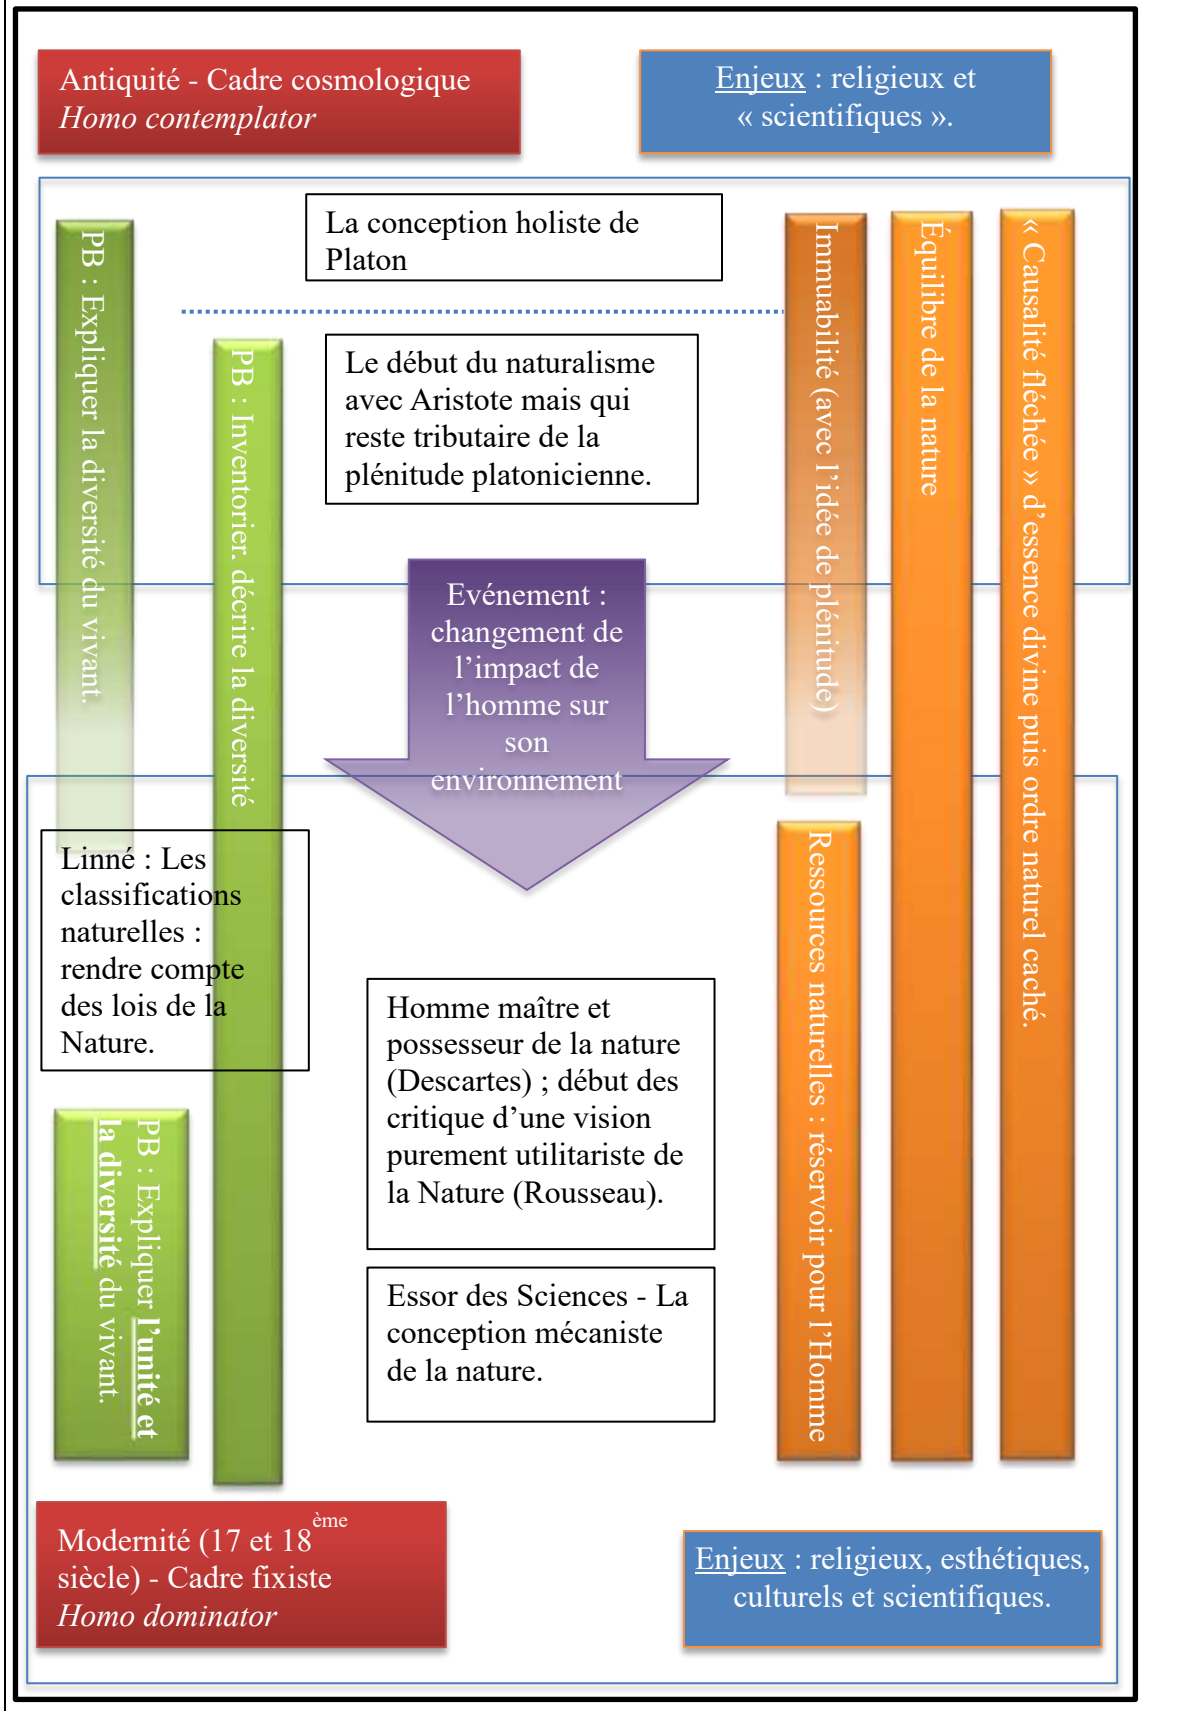 Antiquité - Cadre cosmologique
Homo contemplator
Enjeux : religieux et
« scientifiques ».
La conception holiste de
Platon
PB : Expliquer la diversité du vivant.
PB : Inventorier. décrire la diversité
Le début du naturalisme
avec Aristote mais qui
reste tributaire de la
plénitude platonicienne.
Immuabilité (avec l’idée de plénitude)
Équilibre de la nature
« Causalité fléchée » d’essence divine puis ordre naturel caché.
Evénement :
changement de
l’impact de
l’homme sur
son
environnement
Linné : Les
classifications
naturelles :
rendre compte
des lois de la
Nature.
Homme maître et
possesseur de la nature
(Descartes) ; début des
critique d’une vision
purement utilitariste de
la Nature (Rousseau).
Ressources naturelles : réservoir pour l’Homme
PB : Expliquer l’unité et
la diversité du vivant.
Essor des Sciences - La
conception mécaniste
de la nature.
Modernité (17 et 18ème
siècle) - Cadre fixiste
Homo dominator
Enjeux : religieux, esthétiques,
culturels et scientifiques.